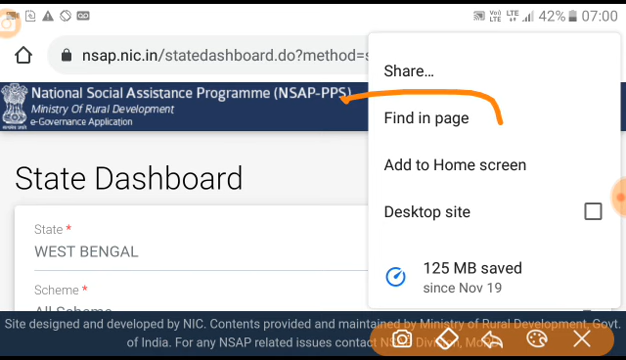 42% 07:00
nsap.nic.in/statedashboard.do?method=s
National Social Assistance Programme (NSAP-PPS)
Ministry of Rural Development
e-Governance Application
State Dashboard
State *
WEST BENGAL
Scheme *
All Scheme
Share...
Find in page
Add to Home screen
Desktop site
125 MB saved
since Nov 19
Site designed and developed by NIC. Contents provided and maintained by Ministry of Rural Development, Govt.
of India. For any NSAP related issues contact